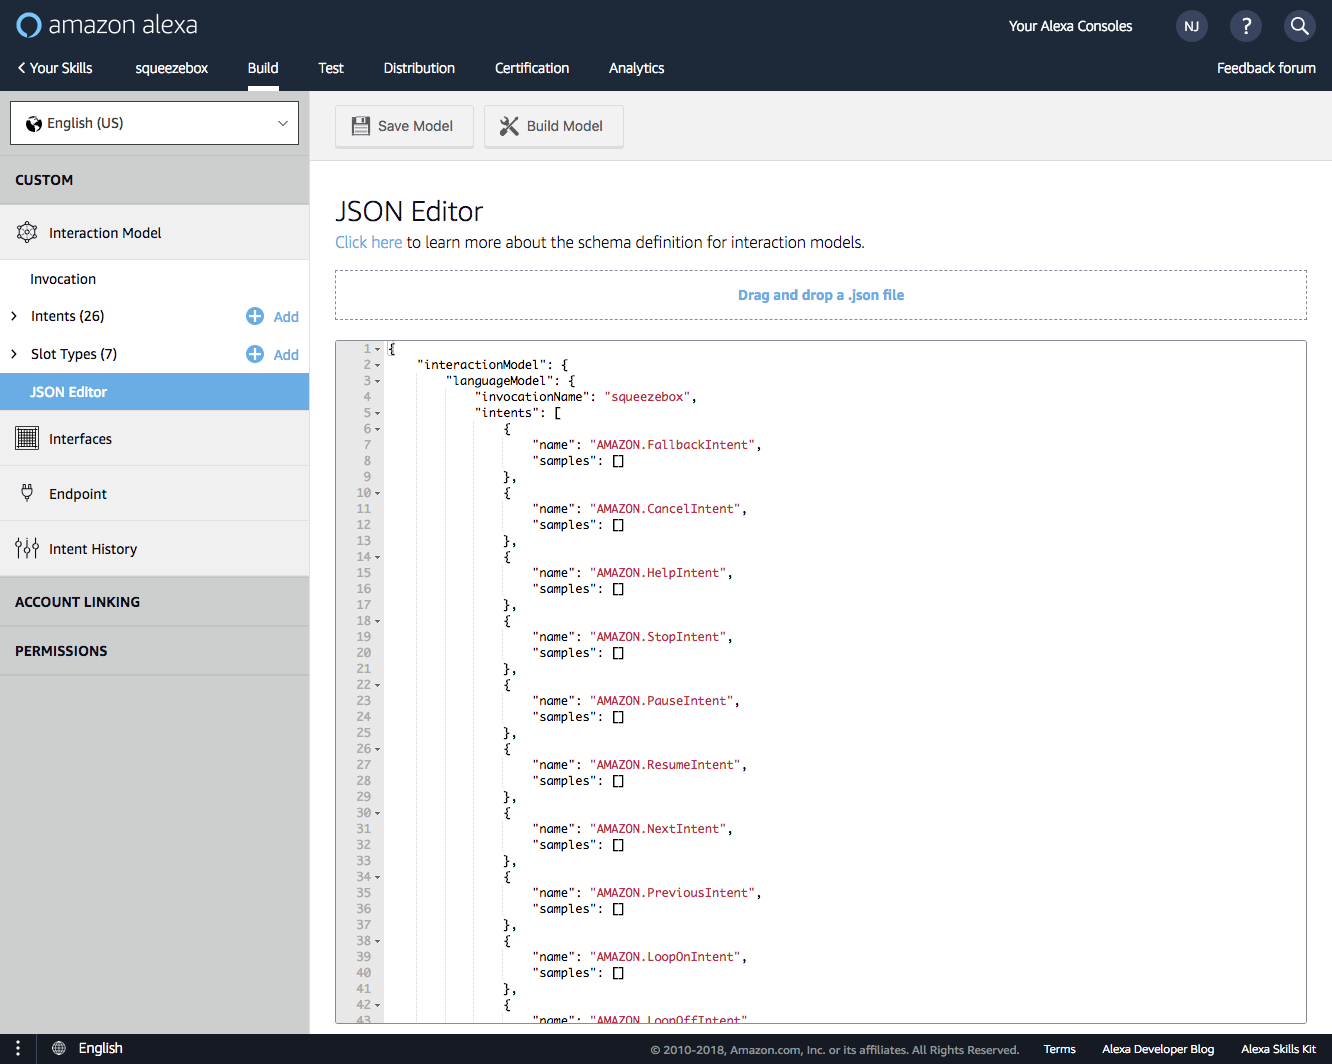 amazon alexa
Your Alexa Consoles
NJ
?
Your Skills
squeezebox
Build
Test
Distribution
Certification
Analytics
Feedback forum
English (US)
Save Model
Build Model
CUSTOM
Interaction Model
Invocation
Intents (26)
Add
Slot Types (7)
Add
JSON Editor
Interfaces
Endpoint
Intent History
ACCOUNT LINKING
PERMISSIONS
JSON Editor
Click here to learn more about the schema definition for interaction models.
Drag and drop a .json file
1 {
2 "interactionModel": {
3 "languageModel": {
4 "invocationName": "squeezebox",
5 "intents": [
6 {
7 "name": "AMAZON.FallbackIntent",
8 "samples": []
9 },
10 {
11 "name": "AMAZON.CancelIntent",
12 "samples": []
13 },
14 {
15 "name": "AMAZON.HelpIntent",
16 "samples": []
17 },
18 {
19 "name": "AMAZON.StopIntent",
20 "samples": []
21 },
22 {
23 "name": "AMAZON.PauseIntent",
24 "samples": []
25 },
26 {
27 "name": "AMAZON.ResumeIntent",
28 "samples": []
29 },
30 {
31 "name": "AMAZON.NextIntent",
32 "samples": []
33 },
34 {
35 "name": "AMAZON.PreviousIntent",
36 "samples": []
37 },
38 {
39 "name": "AMAZON.LoopOnIntent",
40 "samples": []
41 },
42 {
43 "name": "AMAZON.LoopOffIntent"
English
© 2010-2018, Amazon.com, Inc. or its affiliates. All Rights Reserved.
Terms
Alexa Developer Blog
Alexa Skills Kit